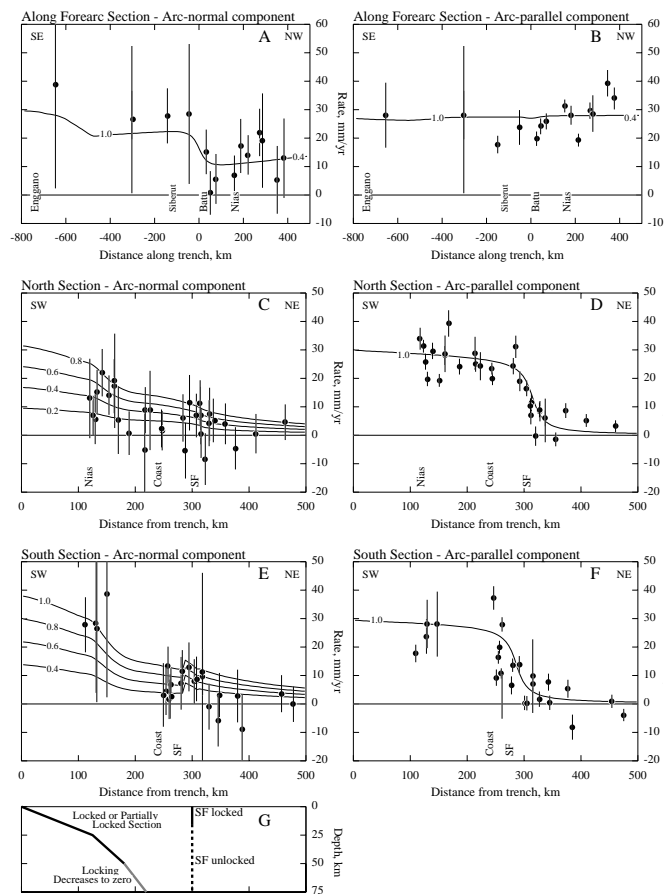 Along Forearc Section - Arc-normal component
Along Forearc Section - Arc-parallel component
SE
A
NW
60
50
40
30
20
10
0
-10
1.0
0.4
Enggano
Siberut
Batu
Nias
Rate, mm/yr
-800 -600 -400 -200 0 200 400
Distance along trench, km
SE
B
NW
60
50
40
30
20
10
0
-10
1.0
0.4
Enggano
Siberut
Batu
Nias
-800 -600 -400 -200 0 200 400
Distance along trench, km
North Section - Arc-normal component
North Section - Arc-parallel component
SW
C
NE
50
40
30
20
10
0
-10
-20
0.8
0.6
0.4
0.2
Nias
Coast
SF
Rate, mm/yr
0 100 200 300 400 500
Distance from trench, km
SW
D
NE
50
40
30
20
10
0
-10
-20
1.0
Nias
Coast
SF
0 100 200 300 400 500
Distance from trench, km
South Section - Arc-normal component
South Section - Arc-parallel component
SW
E
NE
50
40
30
20
10
0
-10
-20
1.0
0.8
0.6
0.4
Coast
SF
Rate, mm/yr
0 100 200 300 400 500
Distance from trench, km
SW
F
NE
50
40
30
20
10
0
-10
-20
1.0
Coast
SF
0 100 200 300 400 500
Distance from trench, km
Locked or Partially
Locked Section
Locking
Decreases to zero
SF locked
SF unlocked
G
0
25
50
75
Depth, km